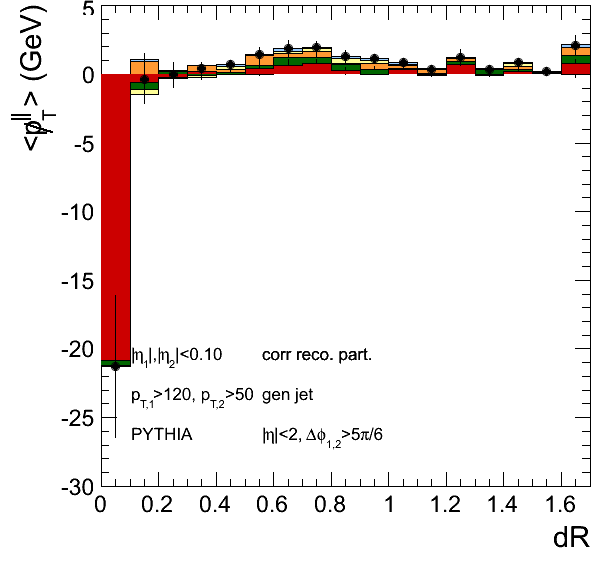 <p̸_T^||> (GeV)
5
0
-5
-10
-15
-20
-25
-30
|η_1|,|η_2|<0.10 corr reco. part.
p_T,1>120, p_T,2>50 gen jet
PYTHIA |η|<2, Δϕ_1,2>5π/6
0 0.2 0.4 0.6 0.8 1 1.2 1.4 1.6
dR